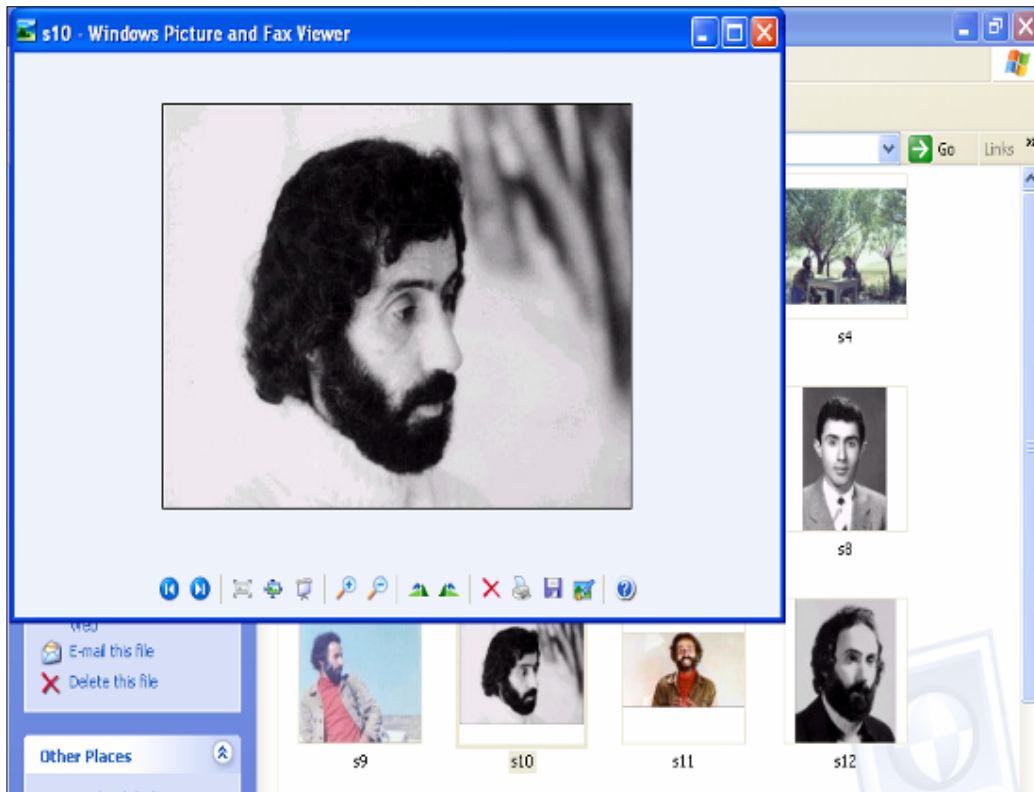 s10 - Windows Picture and Fax Viewer
Go
Links »
s4
s8
E-mail this file
Delete this file
Other Places
s9
s10
s11
s12